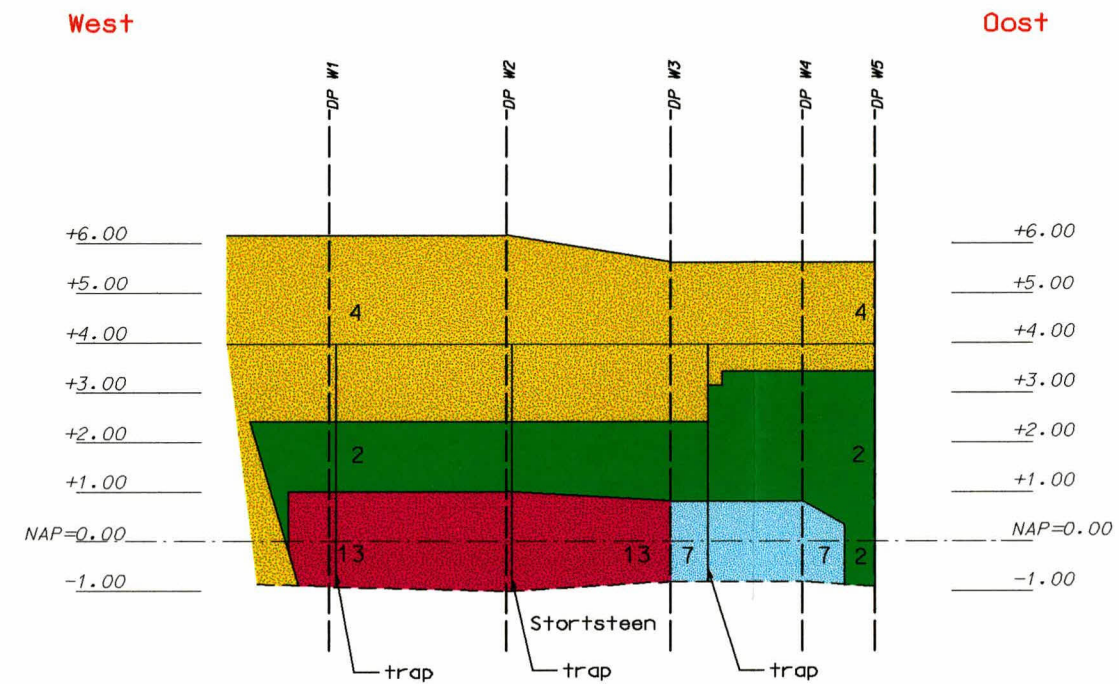 West
Oost
DP W1
DP W2
DP W3
DP W4
DP W5
+6.00
+6.00
+5.00
+5.00
4
4
+4.00
+4.00
+3.00
+3.00
+2.00
+2.00
2
2
+1.00
+1.00
NAP=0.00
NAP=0.00
13
13
7
7
2
-1.00
-1.00
Stortsteen
trap
trap
trap